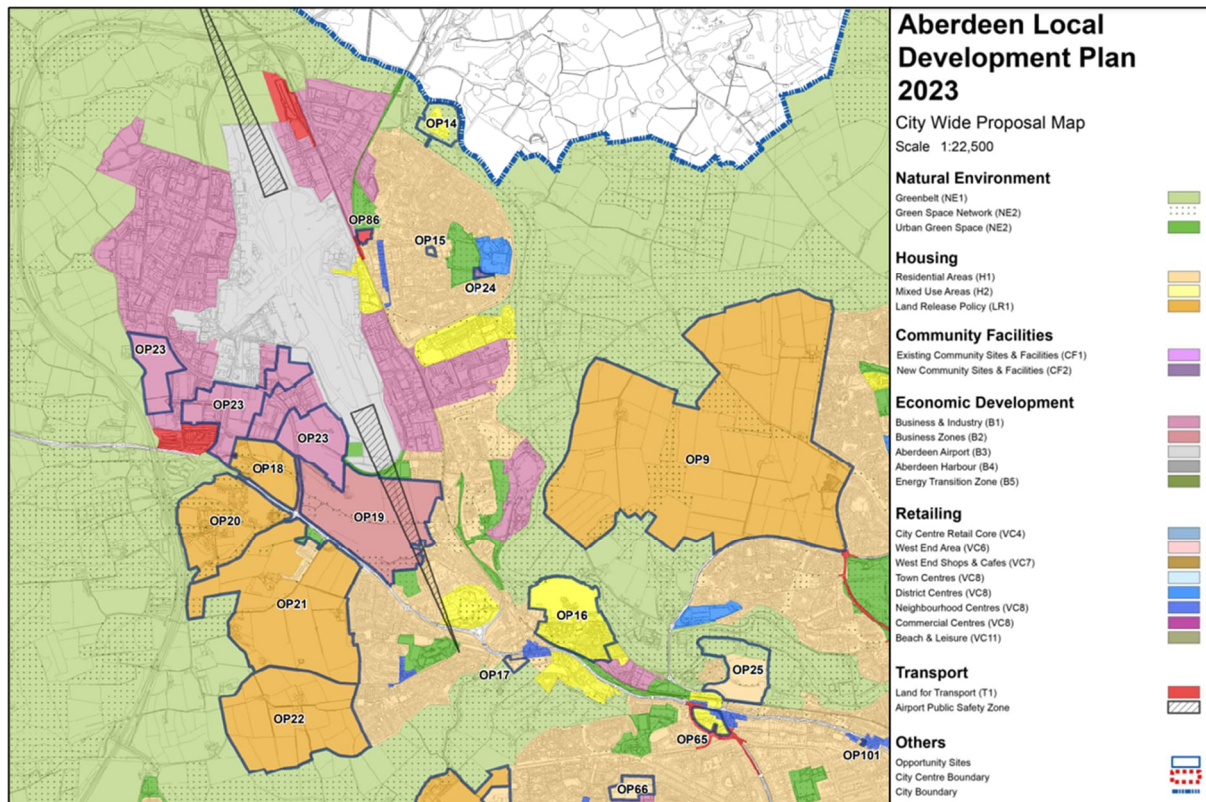 Aberdeen Local
Development Plan
2023
City Wide Proposal Map
Scale 1:22,500
Natural Environment
Greenbelt (NE1)
Green Space Network (NE2)
Urban Green Space (NE2)
Housing
Residential Areas (H1)
Mixed Use Areas (H2)
Land Release Policy (LR1)
Community Facilities
Existing Community Sites & Facilities (CF1)
New Community Sites & Facilities (CF2)
Economic Development
Business & Industry (B1)
Business Zones (B2)
Aberdeen Airport (B3)
Aberdeen Harbour (B4)
Energy Transition Zone (B5)
Retailing
City Centre Retail Core (VC4)
West End Area (VC6)
West End Shops & Cafes (VC7)
Town Centres (VC8)
District Centres (VC8)
Neighbourhood Centres (VC8)
Commercial Centres (VC8)
Beach & Leisure (VC11)
Transport
Land for Transport (T1)
Airport Public Safety Zone
Others
Opportunity Sites
City Centre Boundary
City Boundary
OP14
OP86
OP15
OP24
OP23
OP23
OP23
OP18
OP9
OP20
OP19
OP21
OP16
OP17
OP25
OP22
OP65
OP101
OP66